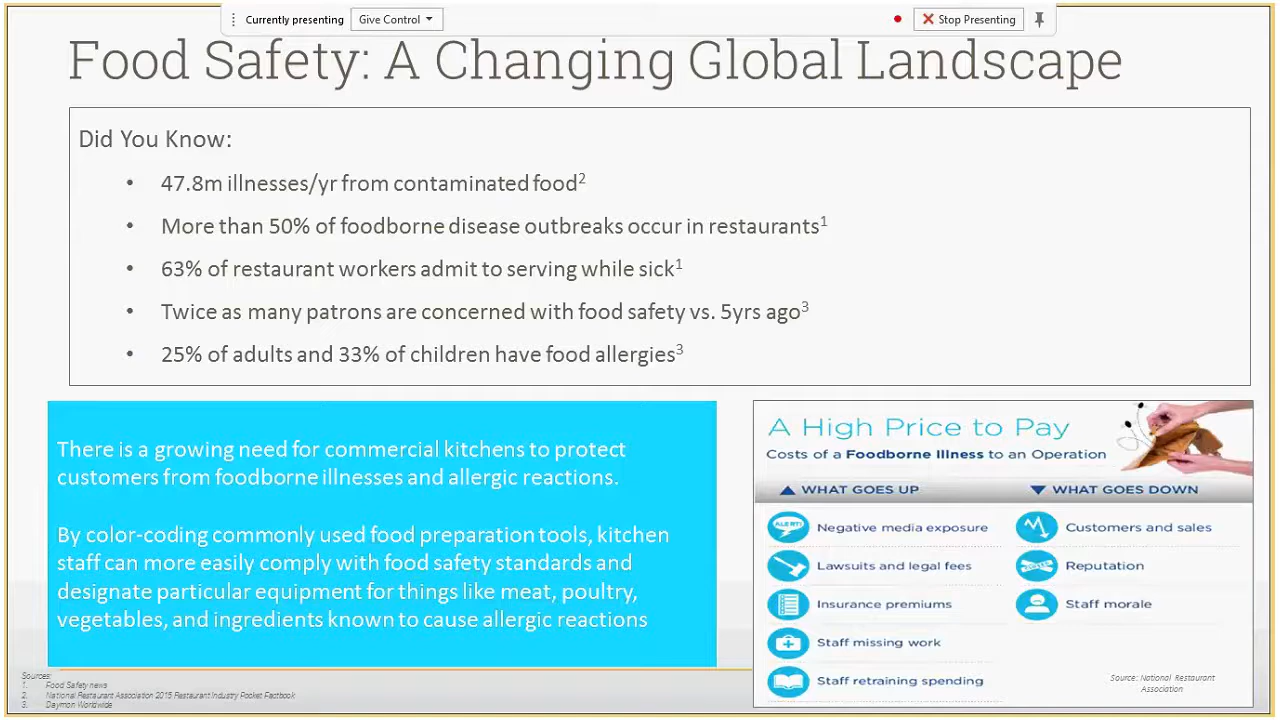 Currently presenting Give Control Stop Presenting
Food Safety: A Changing Global Landscape
Did You Know:
• 47.8m illnesses/yr from contaminated food2
• More than 50% of foodborne disease outbreaks occur in restaurants1
• 63% of restaurant workers admit to serving while sick1
• Twice as many patrons are concerned with food safety vs. 5yrs ago3
• 25% of adults and 33% of children have food allergies3
There is a growing need for commercial kitchens to protect
customers from foodborne illnesses and allergic reactions.
By color-coding commonly used food preparation tools, kitchen
staff can more easily comply with food safety standards and
designate particular equipment for things like meat, poultry,
vegetables, and ingredients known to cause allergic reactions
A High Price to Pay
Costs of a Foodborne Illness to an Operation
WHAT GOES UP
ALERT! Negative media exposure
Lawsuits and legal fees
Insurance premiums
Staff missing work
Staff retraining spending
WHAT GOES DOWN
Customers and sales
Reputation
Staff morale
Source: National Restaurant
Association
Sources:
1. Food Safety news
2. National Restaurant Association 2015 Restaurant Industry Pocket Factbook
3. Daymon Worldwide